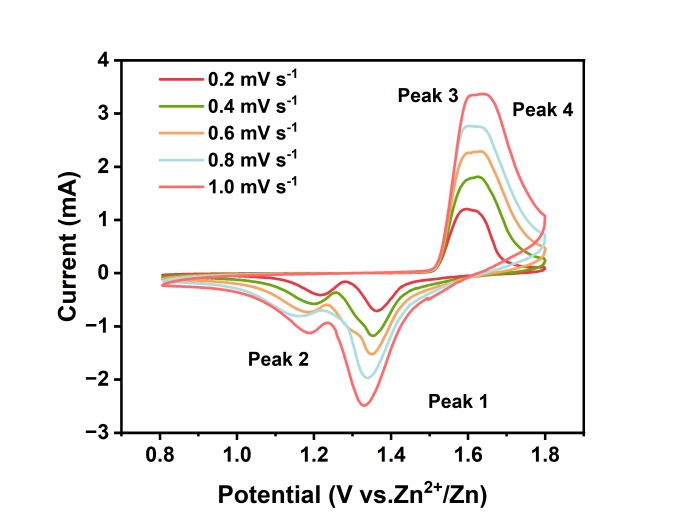 4
3
2
1
0
−1
−2
−3
0.8
1.0
1.2
1.4
1.6
1.8
Current (mA)
Potential (V vs.Zn²⁺/Zn)
0.2 mV s⁻¹
0.4 mV s⁻¹
0.6 mV s⁻¹
0.8 mV s⁻¹
1.0 mV s⁻¹
Peak 3
Peak 4
Peak 2
Peak 1